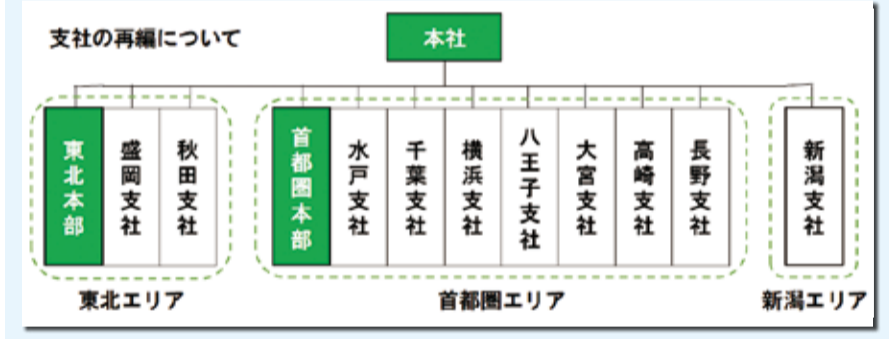 支社の再編について
本社
東北本部
盛岡支社
秋田支社
首都圏本部
水戸支社
千葉支社
横浜支社
八王子支社
大宮支社
高崎支社
長野支社
新潟支社
東北エリア
首都圏エリア
新潟エリア